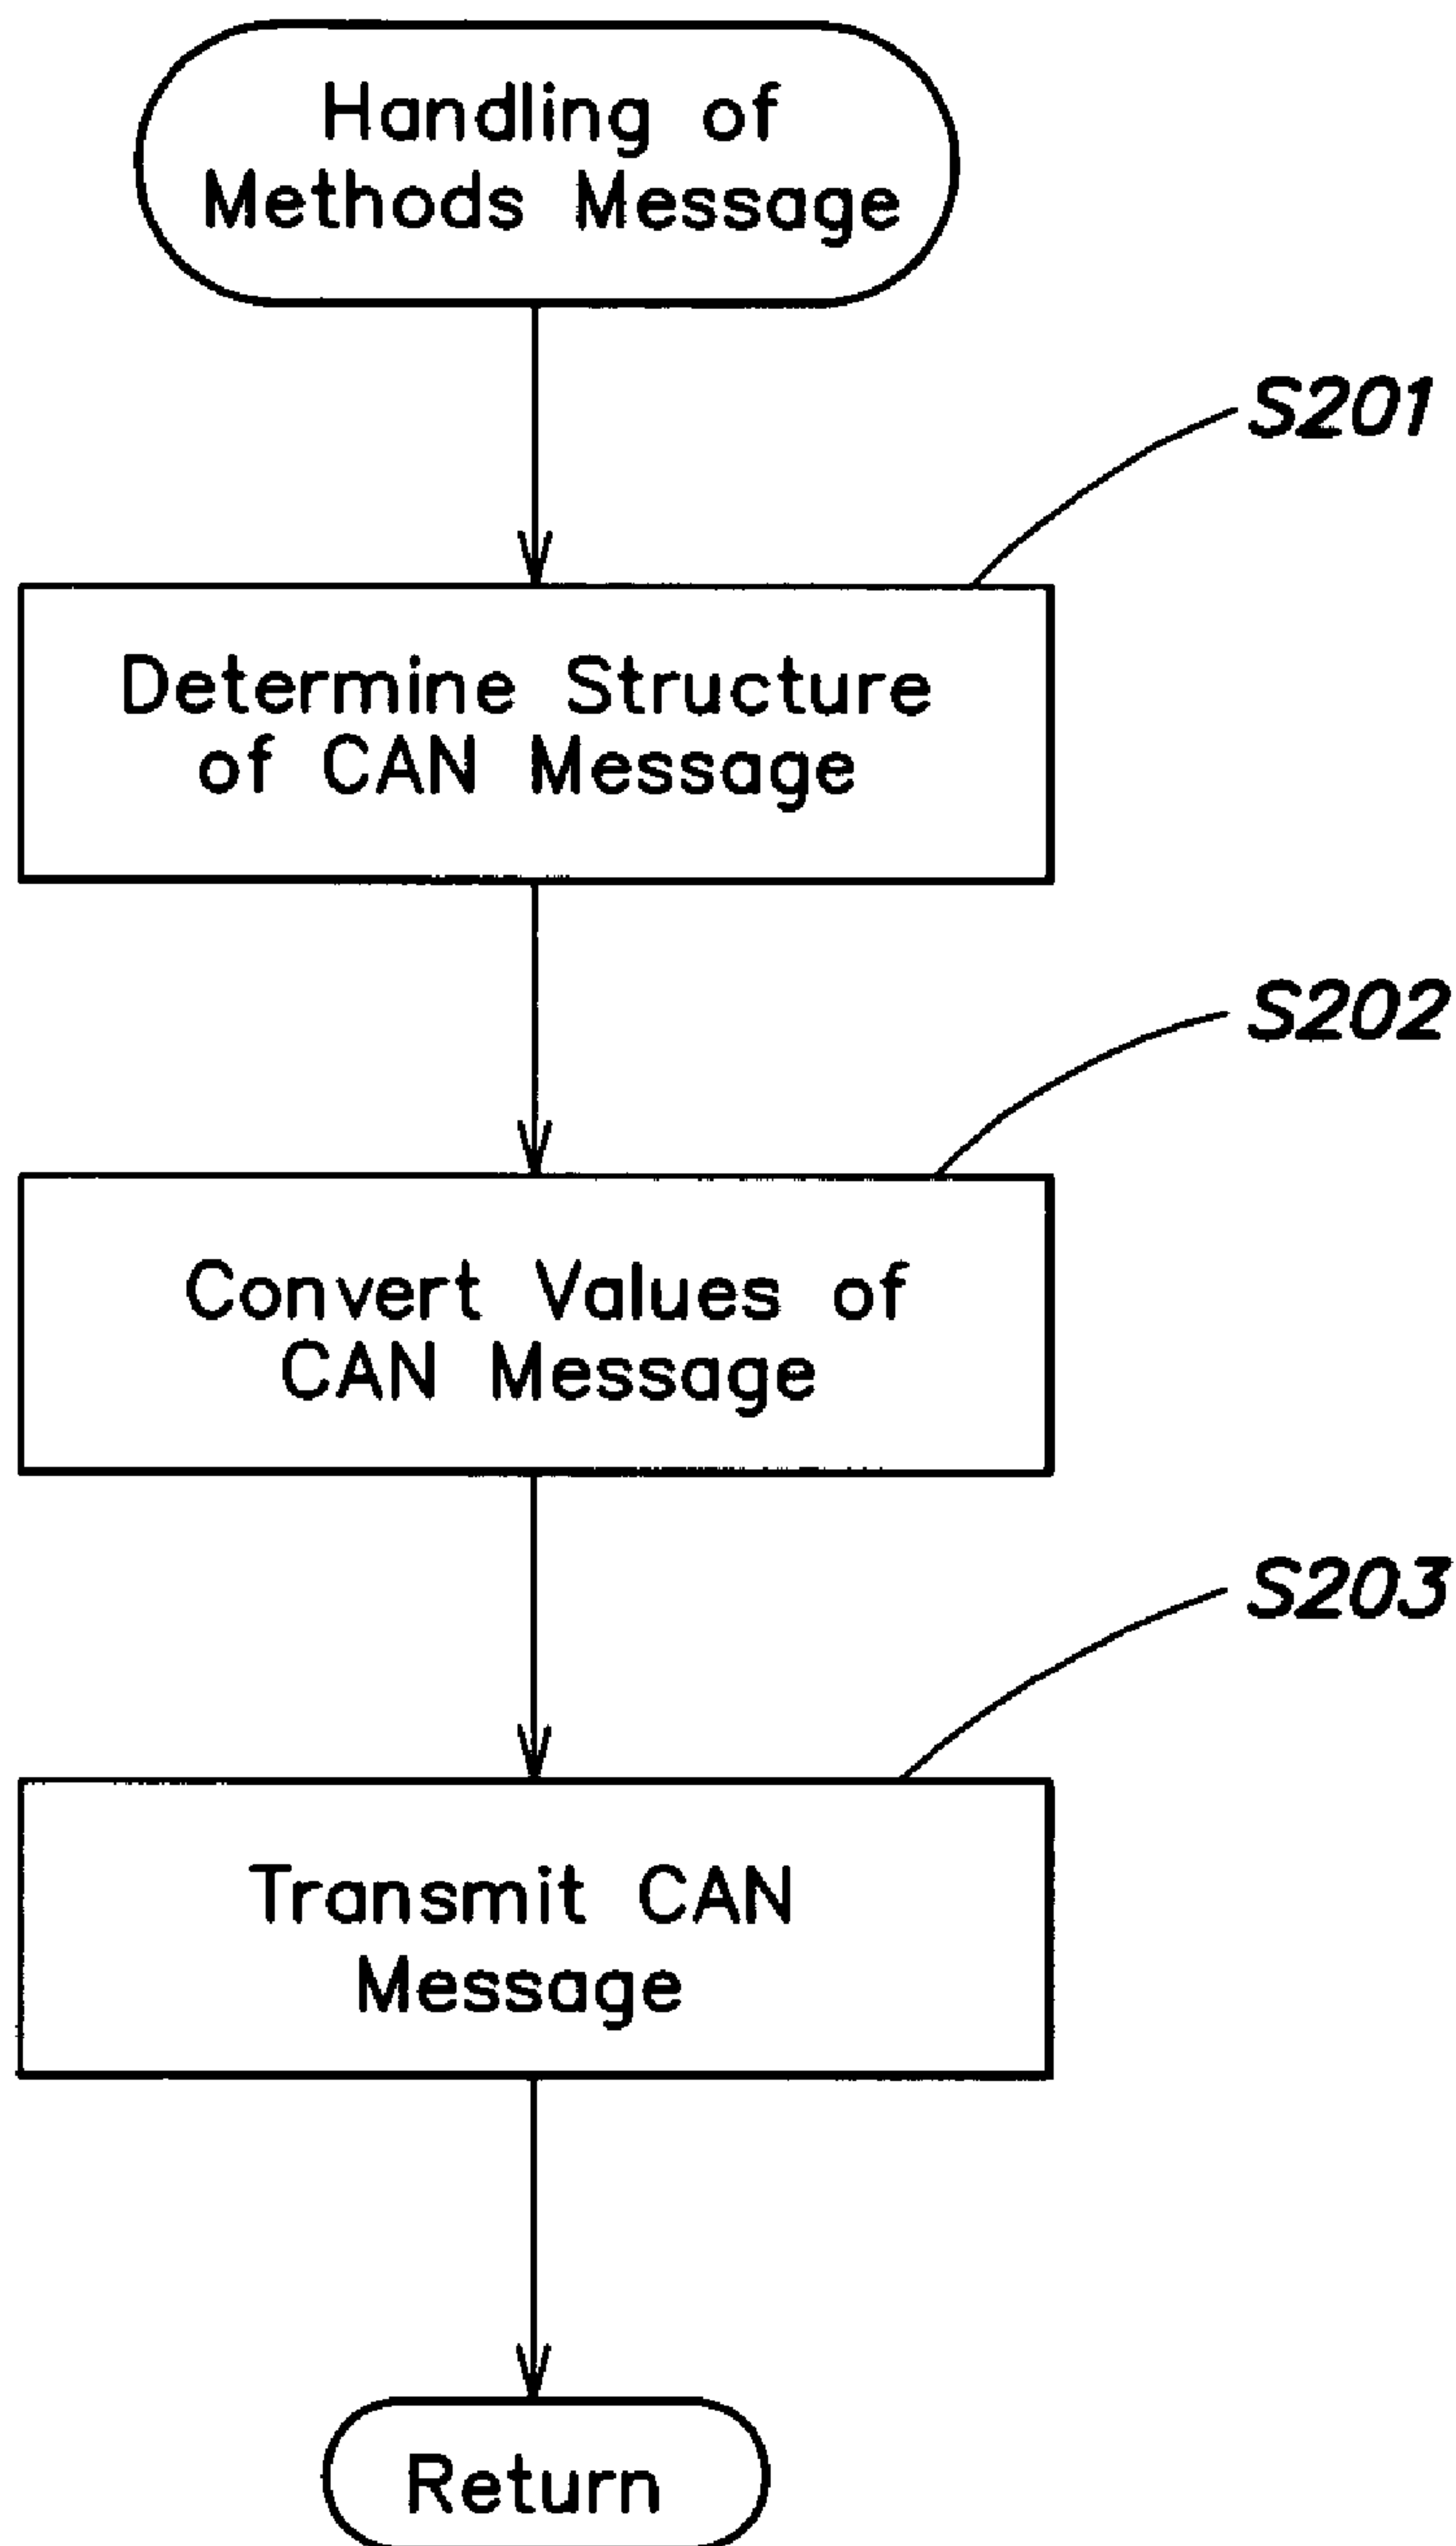 Handling of
Methods Message
S201
Determine Structure
of CAN Message
S202
Convert Values of
CAN Message
S203
Transmit CAN
Message
Return